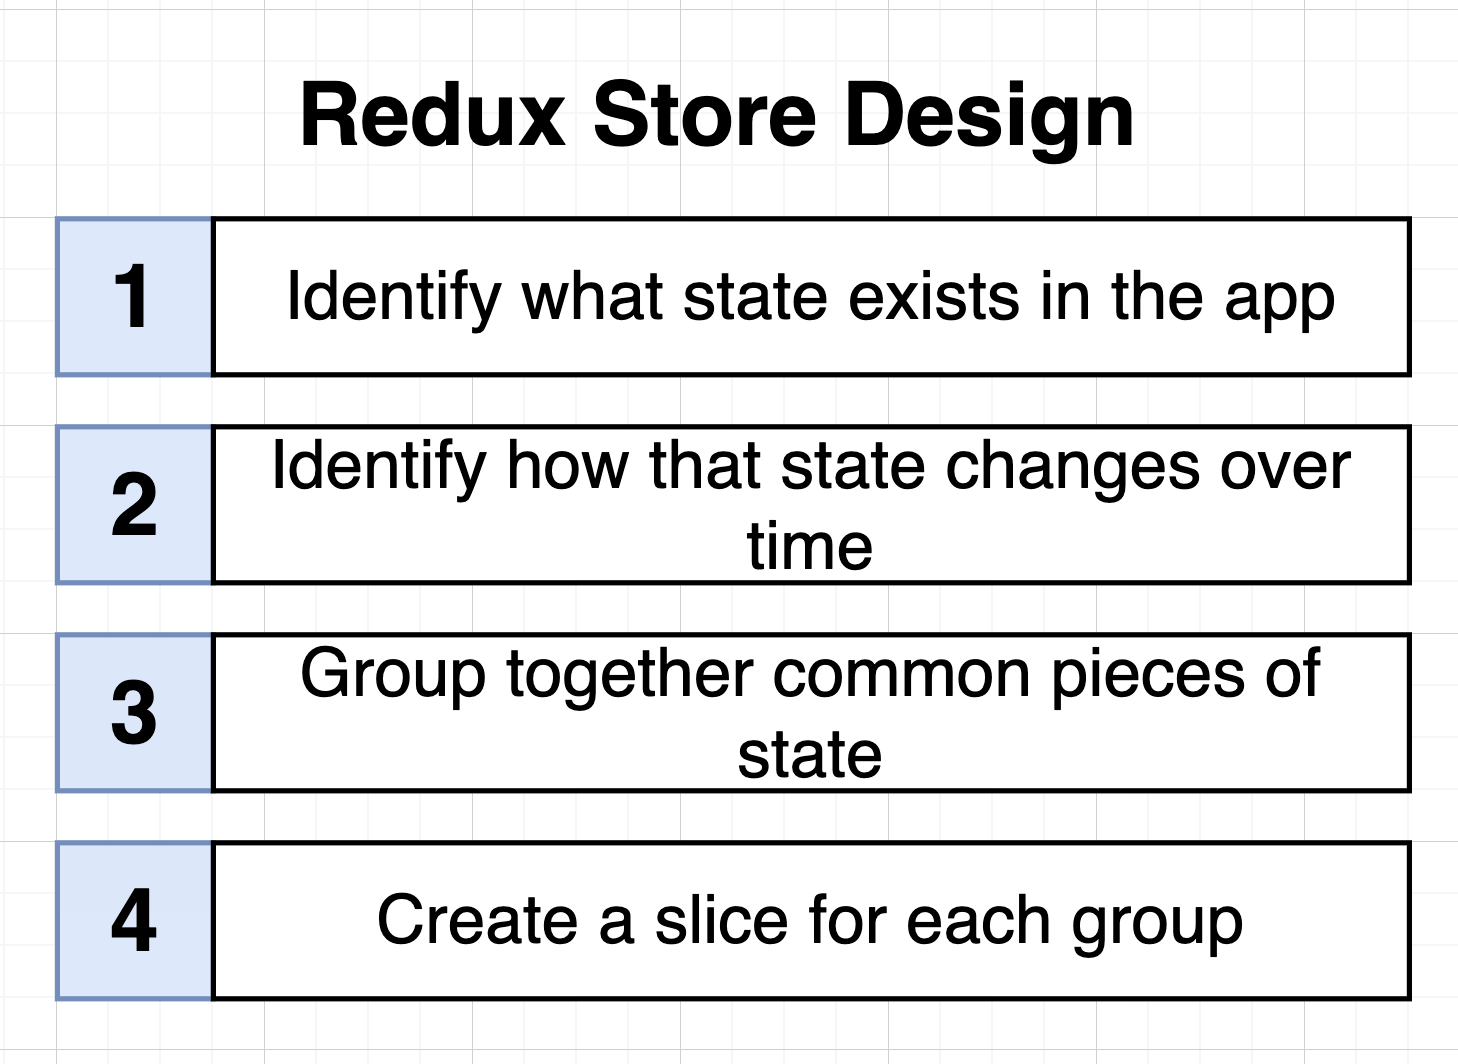 Redux Store Design
1
Identify what state exists in the app
2
Identify how that state changes over
time
3
Group together common pieces of
state
4
Create a slice for each group